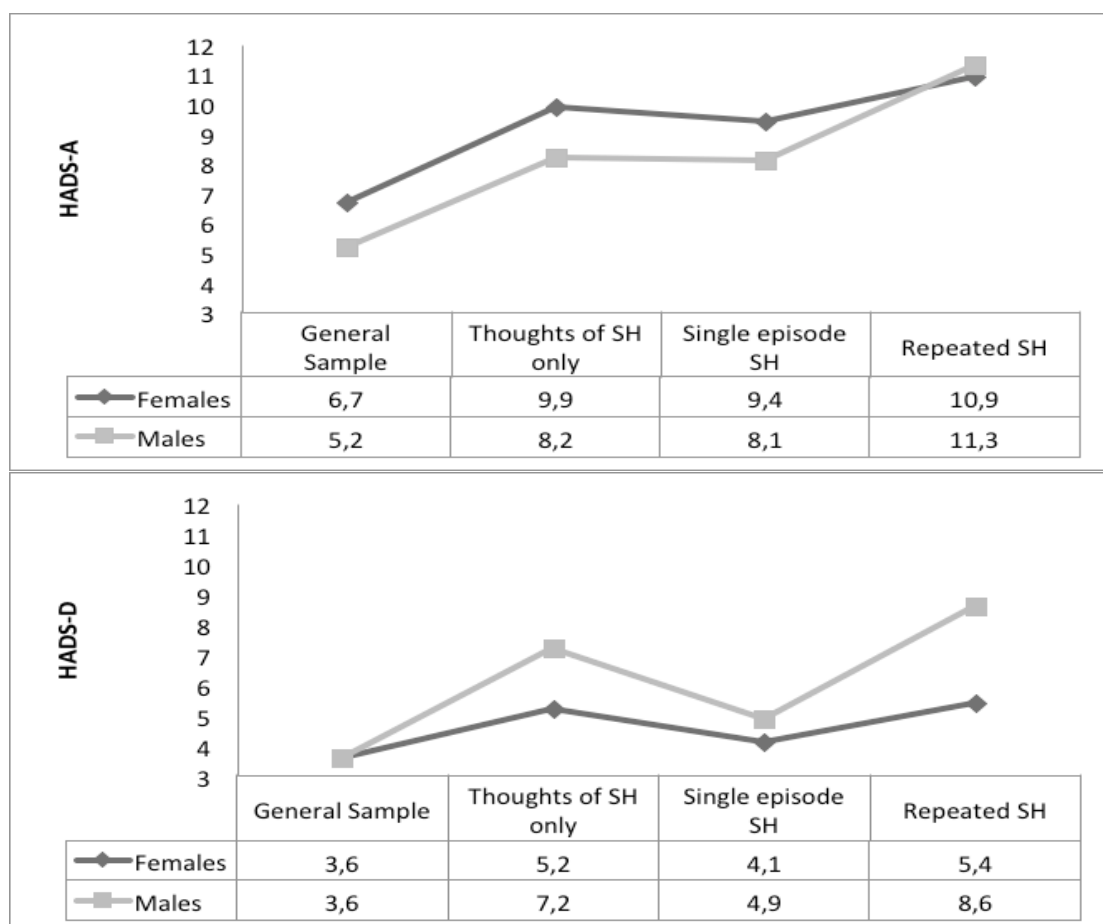 12
11
10
9
8
7
6
5
4
3
HADS-A
General Sample Thoughts of SH only Single episode SH Repeated SH
Females 6,7 9,9 9,4 10,9
Males 5,2 8,2 8,1 11,3
12
11
10
9
8
7
6
5
4
3
HADS-D
General Sample Thoughts of SH only Single episode SH Repeated SH
Females 3,6 5,2 4,1 5,4
Males 3,6 7,2 4,9 8,6